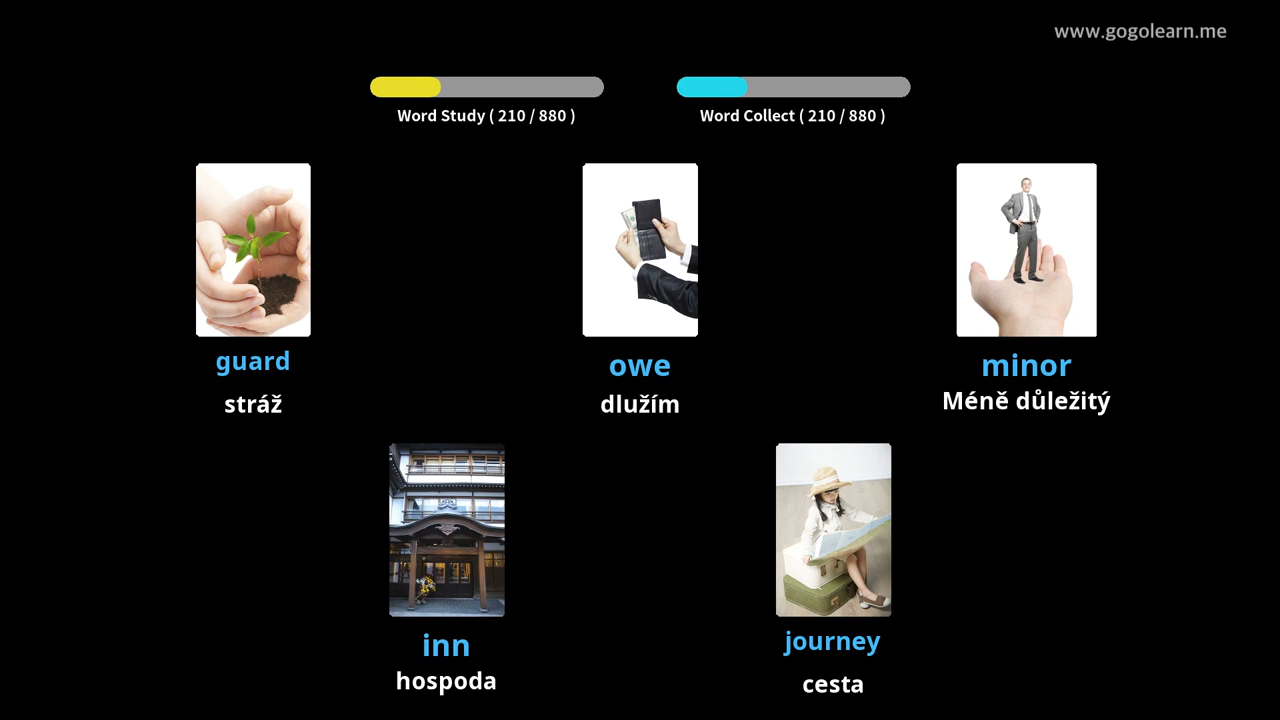 www.gogolearn.me
Word Study ( 210 / 880 )
Word Collect ( 210 / 880 )
guard
stráž
owe
dlužím
minor
Méně důležitý
inn
hospoda
journey
cesta